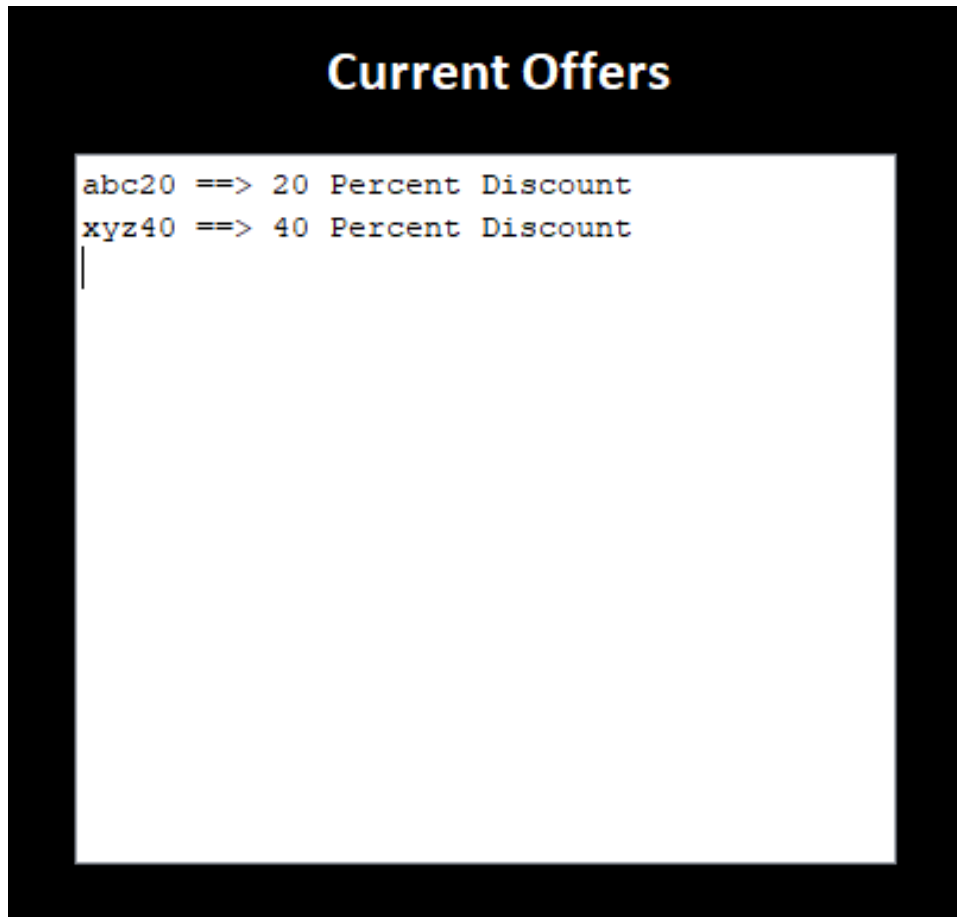 Current Offers
abc20 ==> 20 Percent Discount
xyz40 ==> 40 Percent Discount